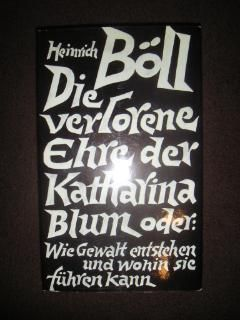 Heinrich Böll
Die
verlorene
Ehre der
Katharina
Blum oder:
Wie Gewalt entstehen
und wohin sie
führen kann